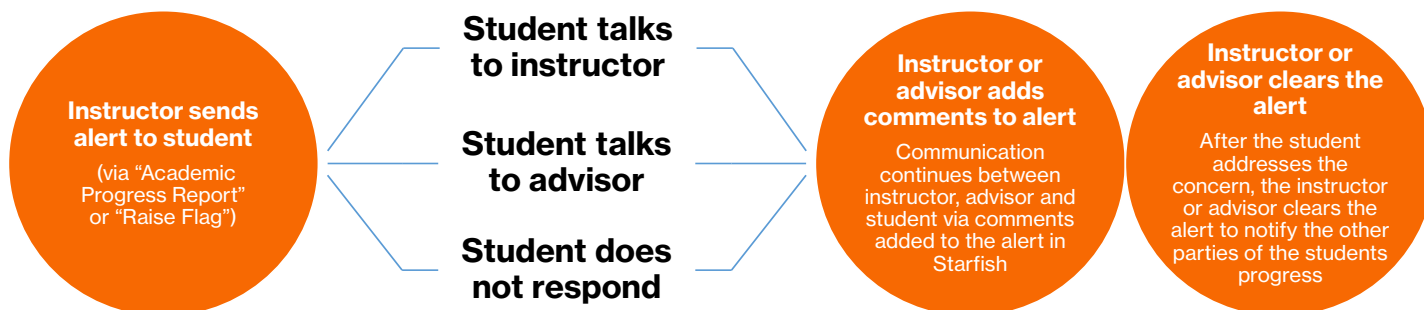 Instructor sends
alert to student
(via “Academic
Progress Report”
or “Raise Flag”)
Student talks
to instructor
Student talks
to advisor
Student does
not respond
Instructor or
advisor adds
comments to alert
Communication
continues between
instructor, advisor and
student via comments
added to the alert in
Starfish
Instructor or
advisor clears the
alert
After the student
addresses the
concern, the instructor
or advisor clears the
alert to notify the other
parties of the students
progress